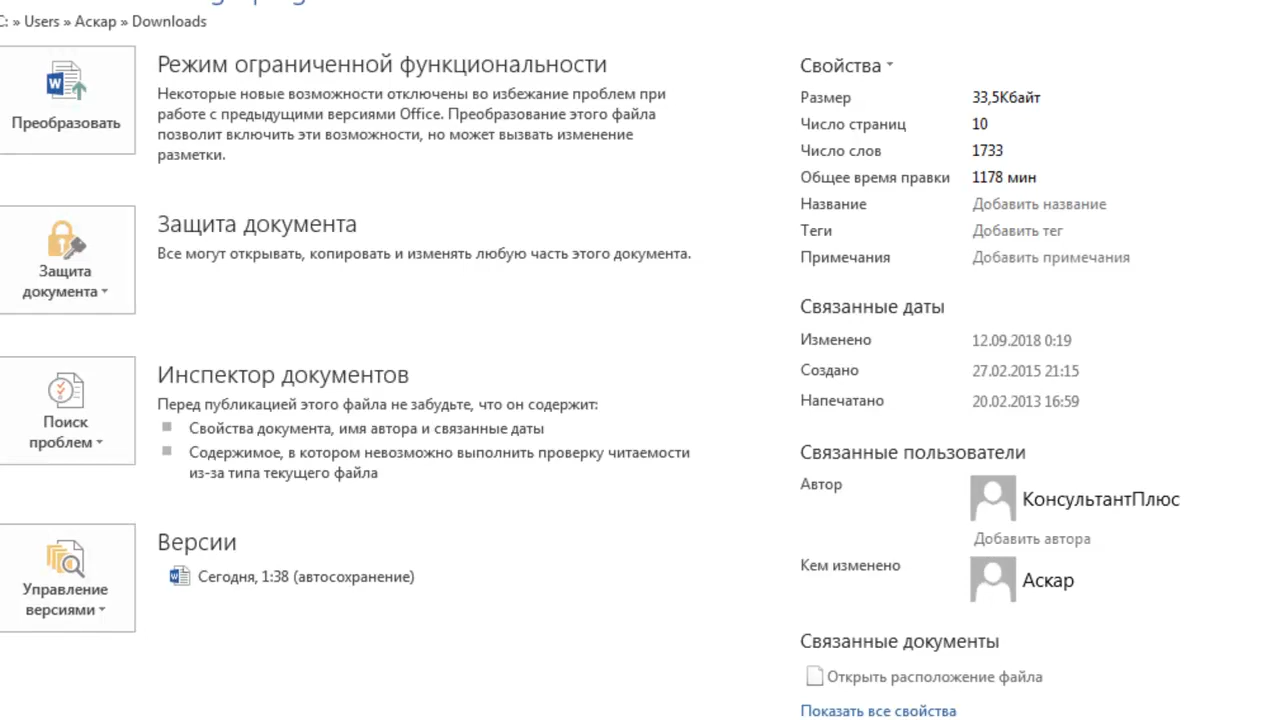 C: » Users » Аскар » Downloads
Преобразовать
Режим ограниченной функциональности
Некоторые новые возможности отключены во избежание проблем при
работе с предыдущими версиями Office. Преобразование этого файла
позволит включить эти возможности, но может вызвать изменение
разметки.
Защита
документа
Защита документа
Все могут открывать, копировать и изменять любую часть этого документа.
Поиск
проблем
Инспектор документов
Перед публикацией этого файла не забудьте, что он содержит:
Свойства документа, имя автора и связанные даты
Содержимое, в котором невозможно выполнить проверку читаемости
из-за типа текущего файла
Управление
версиями
Версии
Сегодня, 1:38 (автосохранение)
Свойства
Размер 33,5Кбайт
Число страниц 10
Число слов 1733
Общее время правки 1178 мин
Название Добавить название
Теги Добавить тег
Примечания Добавить примечания
Связанные даты
Изменено 12.09.2018 0:19
Создано 27.02.2015 21:15
Напечатано 20.02.2013 16:59
Связанные пользователи
Автор КонсультантПлюс
Добавить автора
Кем изменено Аскар
Связанные документы
Открыть расположение файла
Показать все свойства